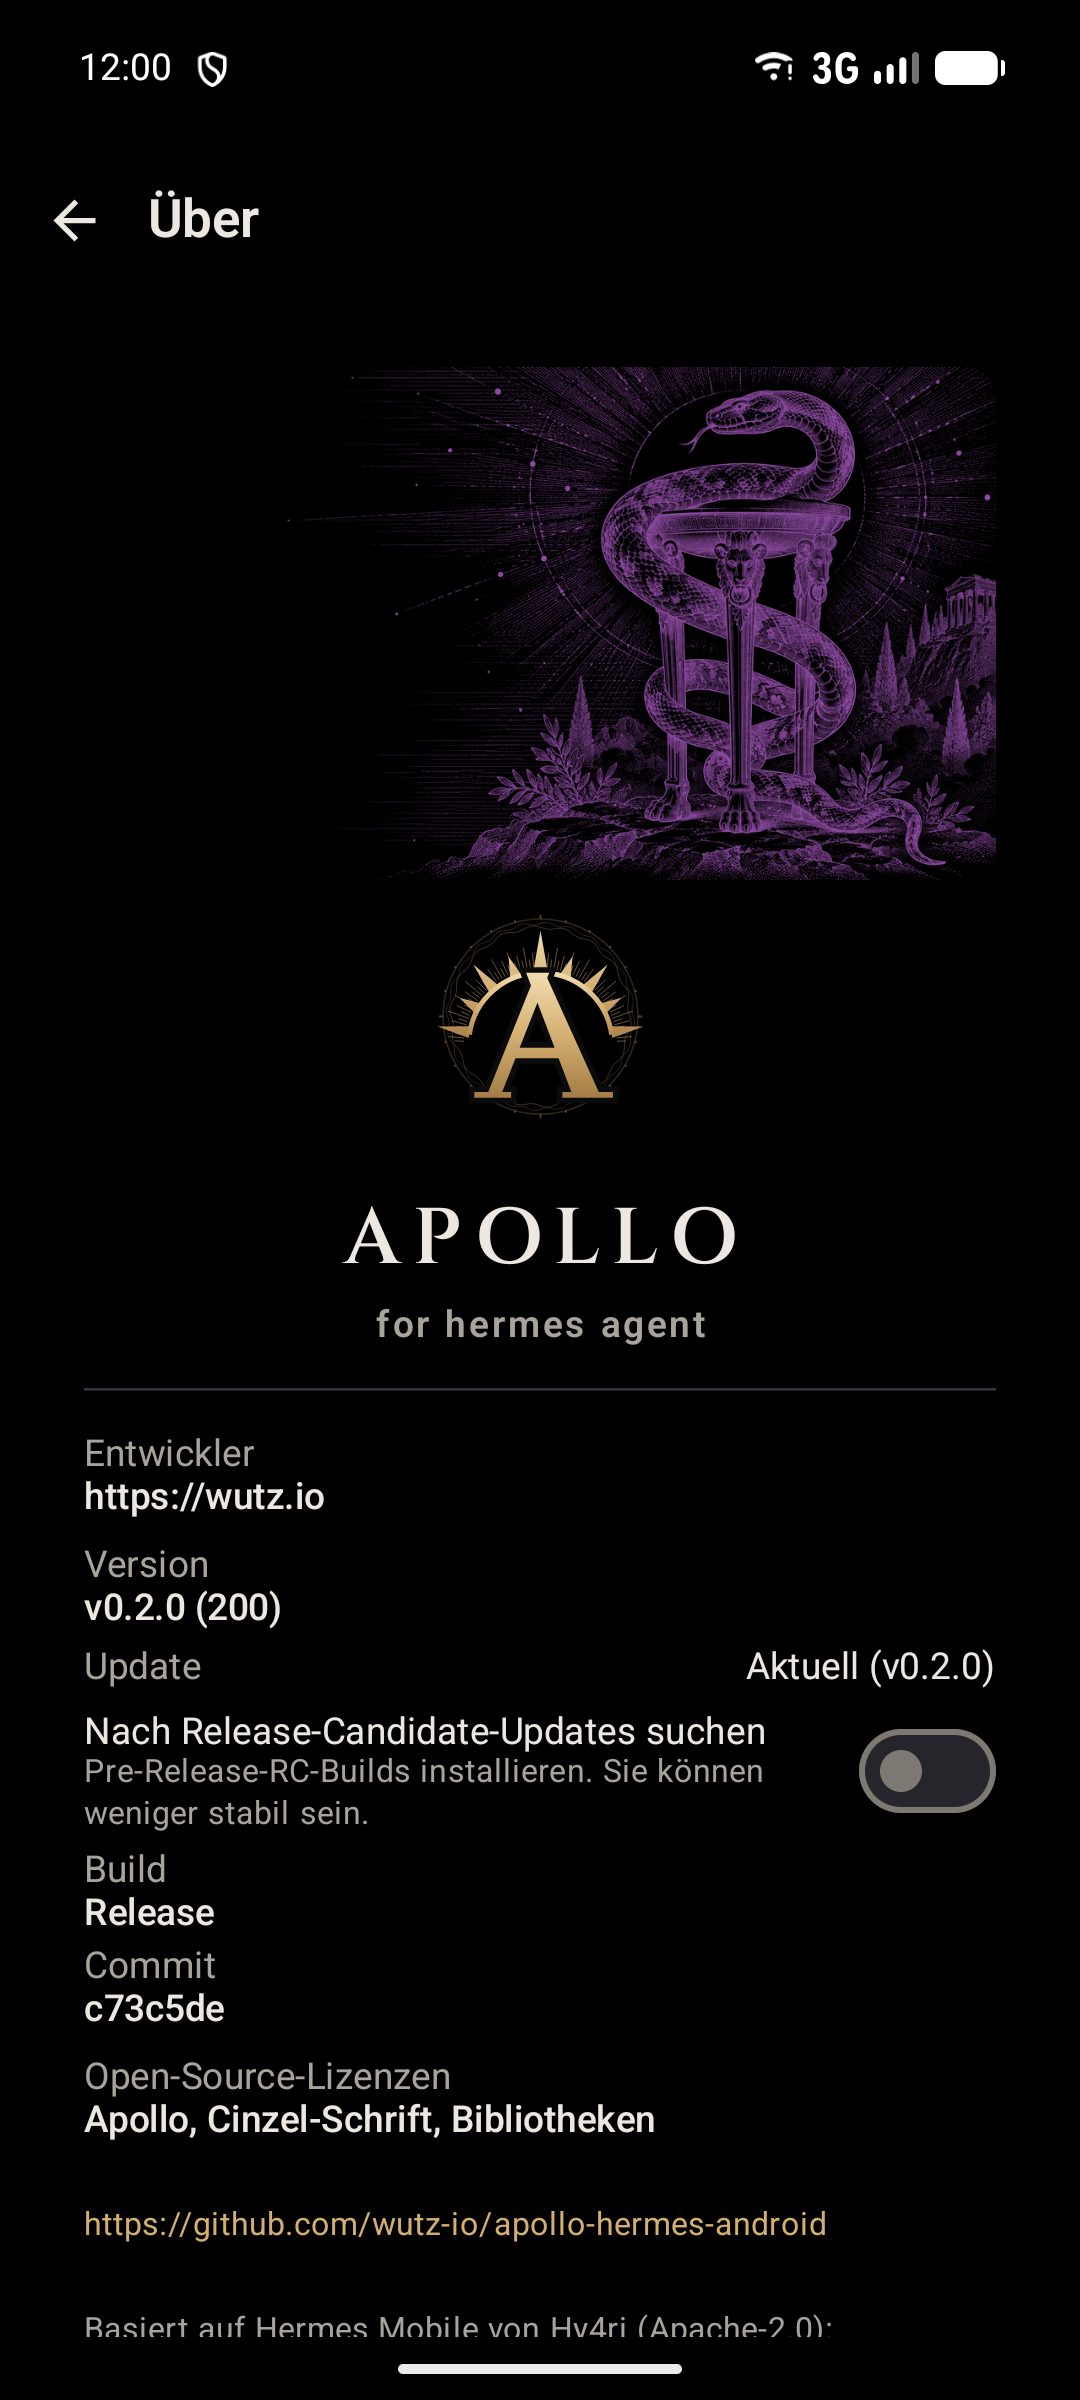 12:00
3G
Über
A
APOLLO
for hermes agent
Entwickler
https://wutz.io
Version
v0.2.0 (200)
Update
Aktuell (v0.2.0)
Nach Release-Candidate-Updates suchen
Pre-Release-RC-Builds installieren. Sie können
weniger stabil sein.
Build
Release
Commit
c73c5de
Open-Source-Lizenzen
Apollo, Cinzel-Schrift, Bibliotheken
https://github.com/wutz-io/apollo-hermes-android
Basiert auf Hermes Mobile von Hy4ri (Apache-2.0):